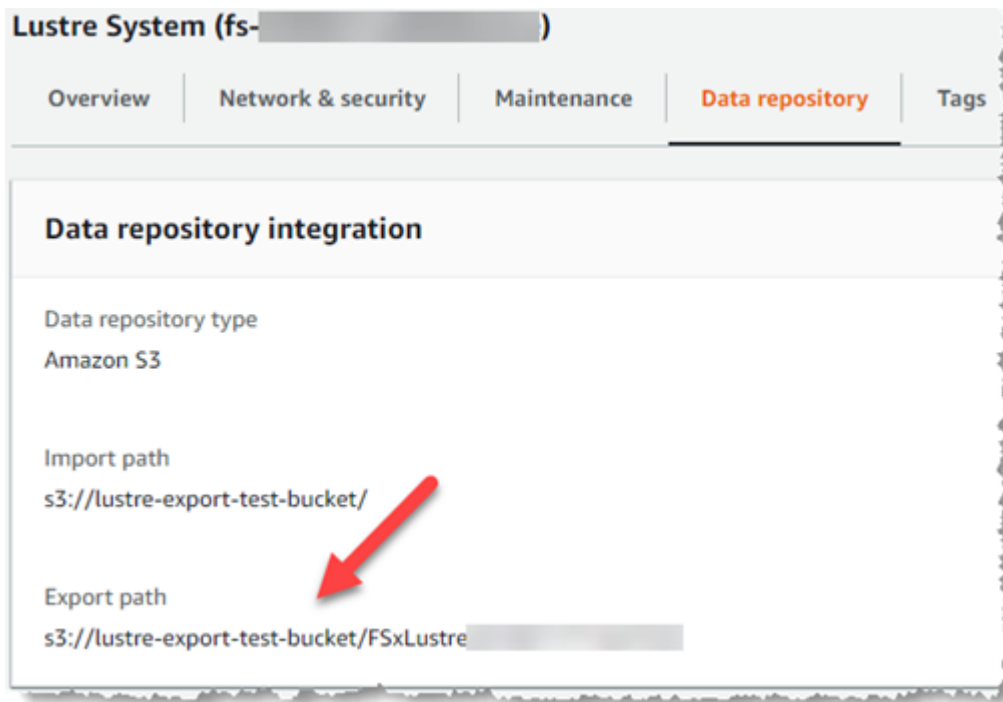 Lustre System (fs- )
Overview Network & security Maintenance Data repository Tags
Data repository integration
Data repository type
Amazon S3
Import path
s3://lustre-export-test-bucket/
Export path
s3://lustre-export-test-bucket/FSxLustre